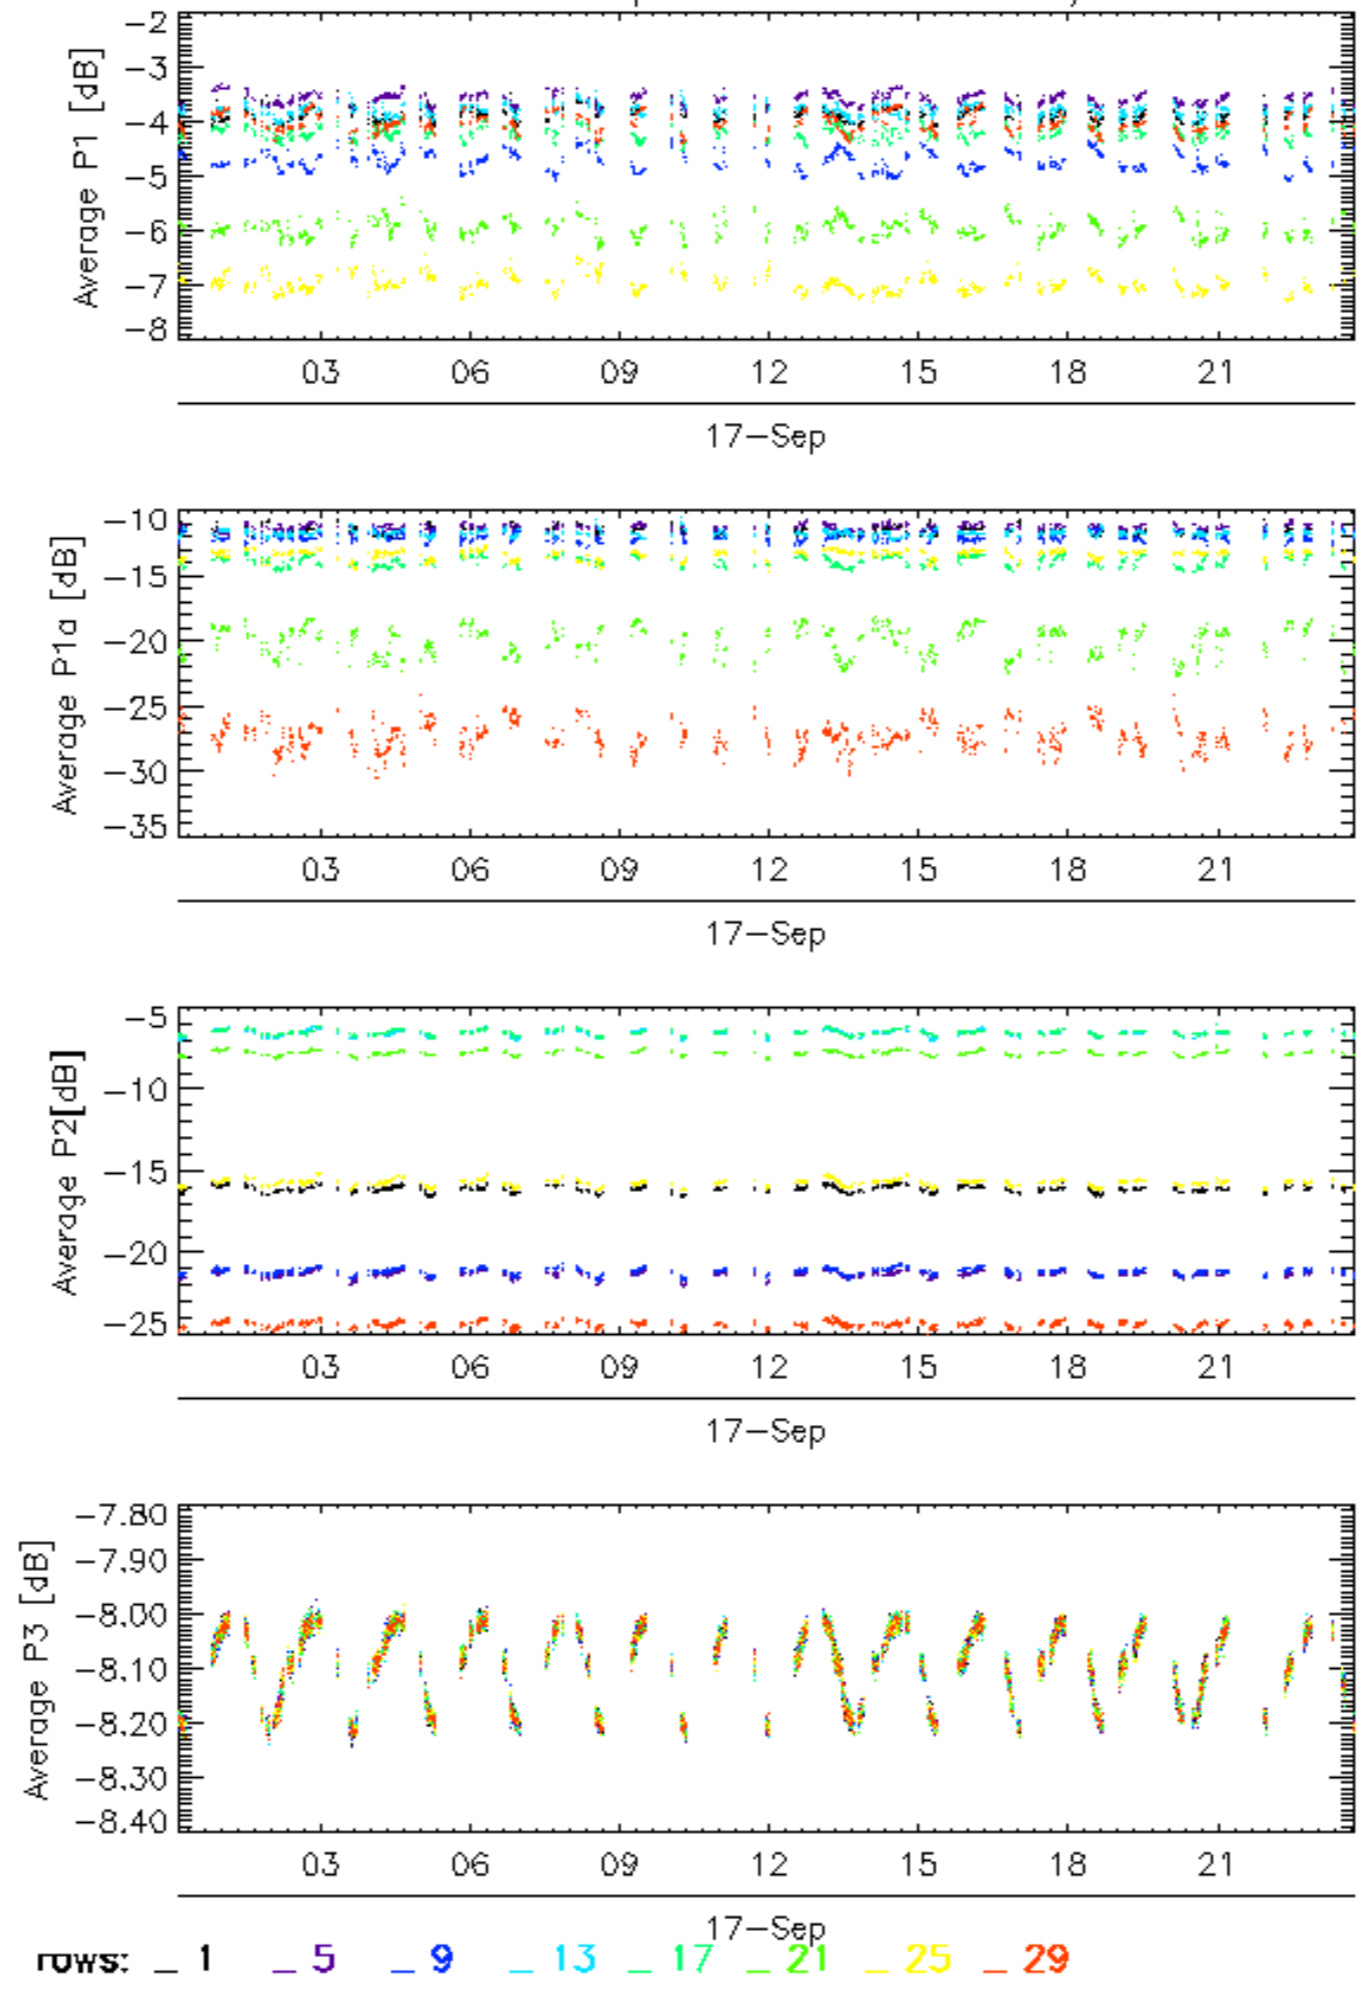 Average P1 [dB]
-2
-3
-4
-5
-6
-7
-8
03 06 09 12 15 18 21
17-Sep
Average P1a [dB]
-10
-15
-20
-25
-30
-35
03 06 09 12 15 18 21
17-Sep
Average P2[dB]
-5
-10
-15
-20
-25
03 06 09 12 15 18 21
17-Sep
Average P3 [dB]
-7.80
-7.90
-8.00
-8.10
-8.20
-8.30
-8.40
03 06 09 12 15 18 21
17-Sep
rows: _ 1 _ 5 _ 9 _ 13 _ 17 _ 21 _ 25 _ 29